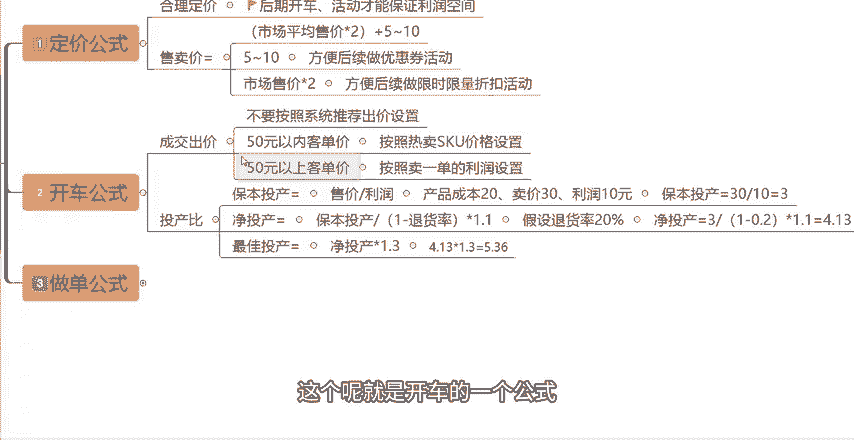 合理定价 后期开车、活动才能保证利润空间
1 定价公式
(市场平均售价*2)+5~10
售卖价= 5~10 方便后续做优惠券活动
市场售价*2 方便后续做限时限量折扣活动
不要按照系统推荐出价设置
成交出价 50元以内客单价 按照热卖SKU价格设置
50元以上客单价 按照卖一单的利润设置
2 开车公式
保本投产= 售价/利润 产品成本20、卖价30、利润10元 保本投产=30/10=3
投产比 净投产= 保本投产/(1-退货率)*1.1 假设退货率20% 净投产=3/(1-0.2)*1.1=4.13
最佳投产= 净投产*1.3 4.13*1.3=5.36
3 做单公式
这个呢就是开车的一个公式